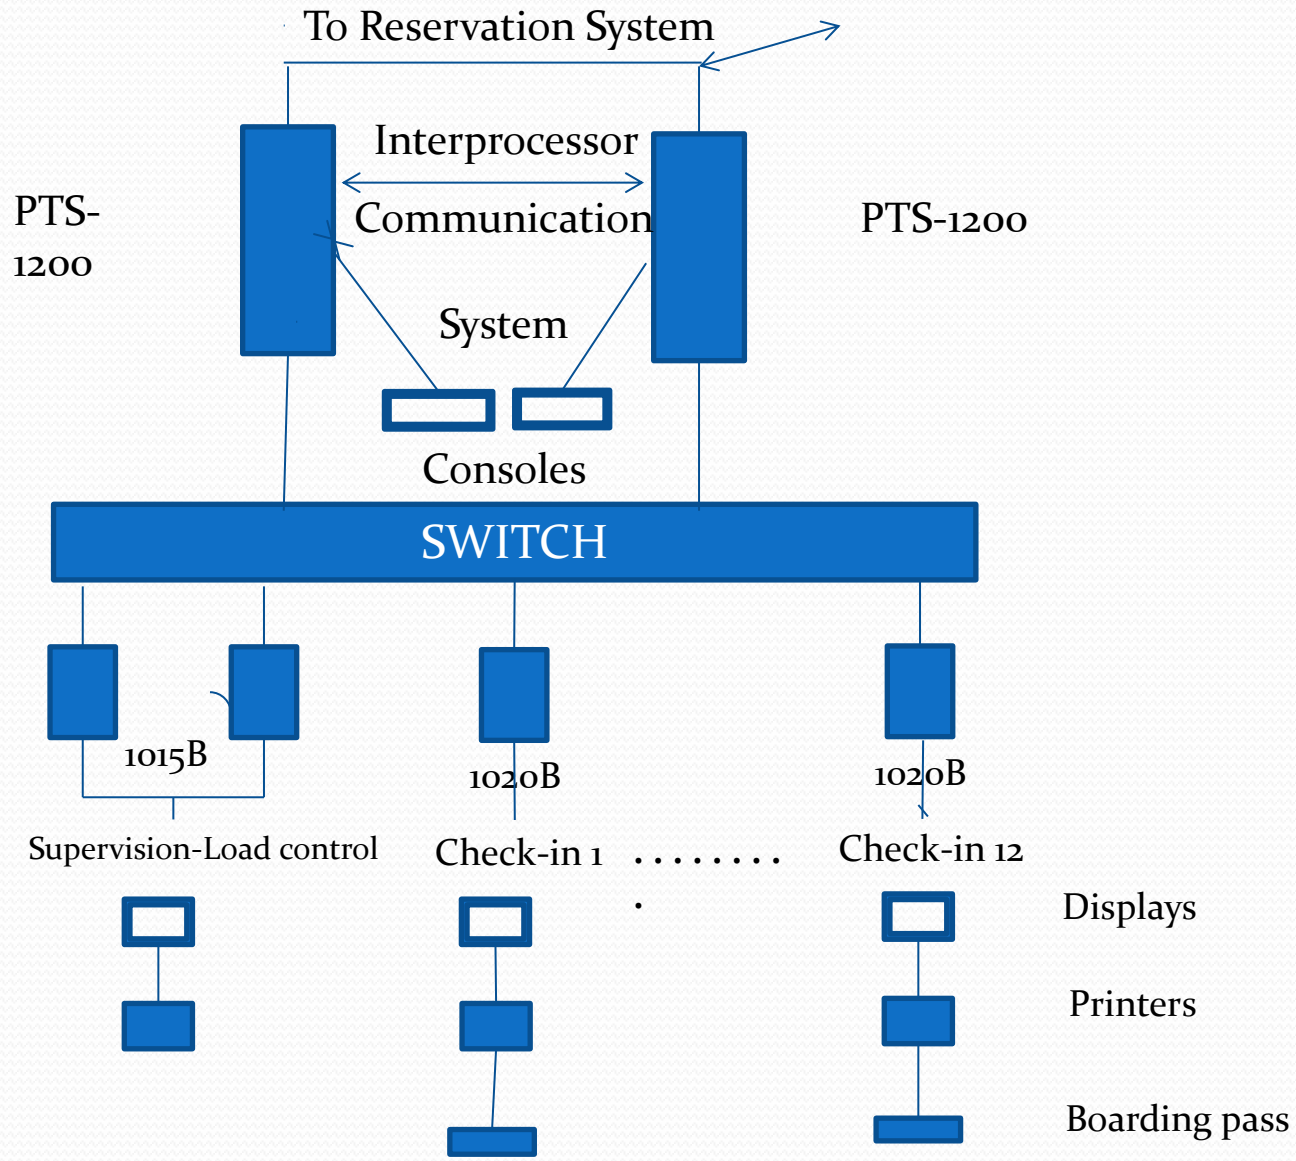 To Reservation System
Interprocessor
PTS-
1200
Communication
PTS-1200
System
Consoles
SWITCH
1015B
1020B
1020B
Supervision-Load control
Check-in 1
. . . . . . . .
.
Check-in 12
Displays
Printers
Boarding pass